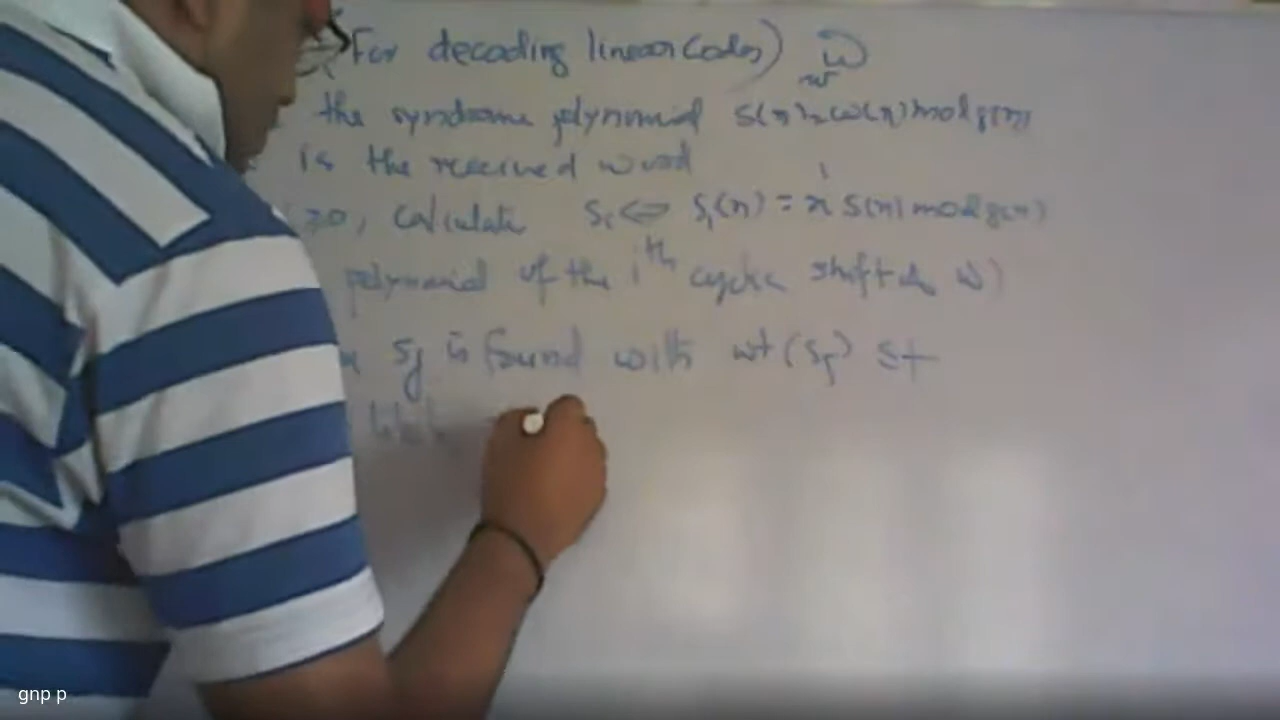 (For decoding linear Codes) w
the syndrome polynomial s(x) = w(x) mod g(x)
is the received word
≥0, Calculate s_i ⇔ s_i(x) = x^i s(x) mod g(x)
polynomial of the i^th cyclic shift of w)
s_j is found with wt(s_j) ≤t
gnp p